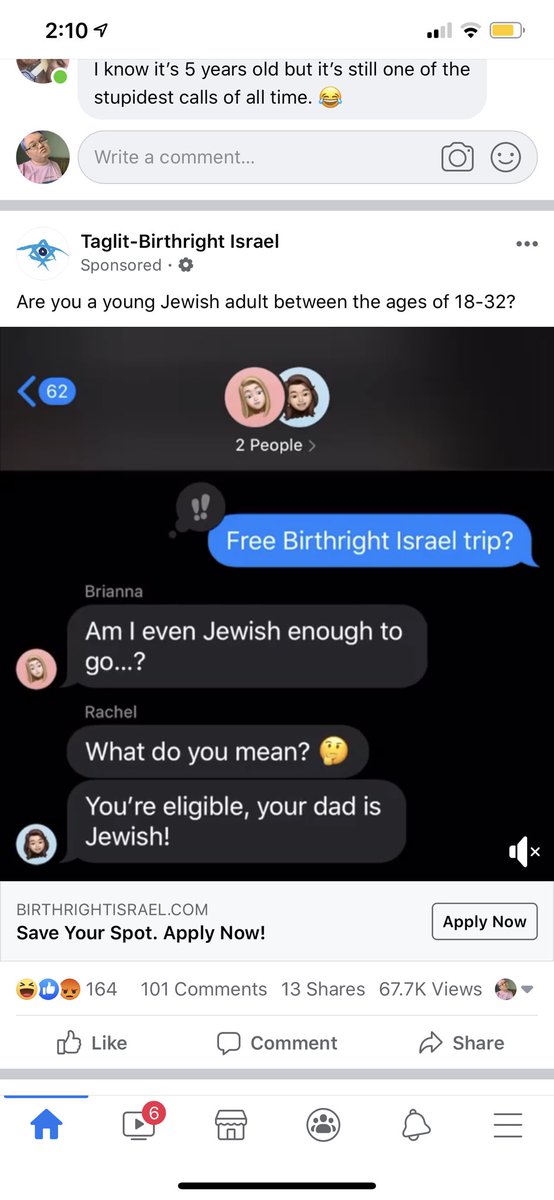 2:10
I know it's 5 years old but it's still one of the
stupidest calls of all time. 😂
Write a comment...
Taglit-Birthright Israel
Sponsored ·
Are you a young Jewish adult between the ages of 18-32?
62
2 People >
!!
Free Birthright Israel trip?
Brianna
Am I even Jewish enough to
go...?
Rachel
What do you mean? 🤔
You're eligible, your dad is
Jewish!
BIRTHRIGHTISRAEL.COM
Save Your Spot. Apply Now!
Apply Now
164 101 Comments 13 Shares 67.7K Views
Like Comment Share
6